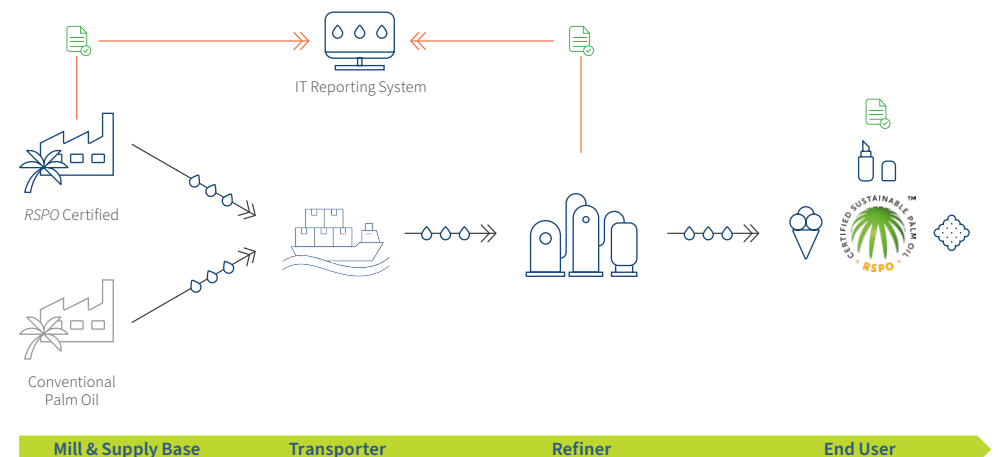 IT Reporting System
RSPO Certified
CERTIFIED SUSTAINABLE PALM OIL ™
RSPO
Conventional
Palm Oil
Mill & Supply Base
Transporter
Refiner
End User